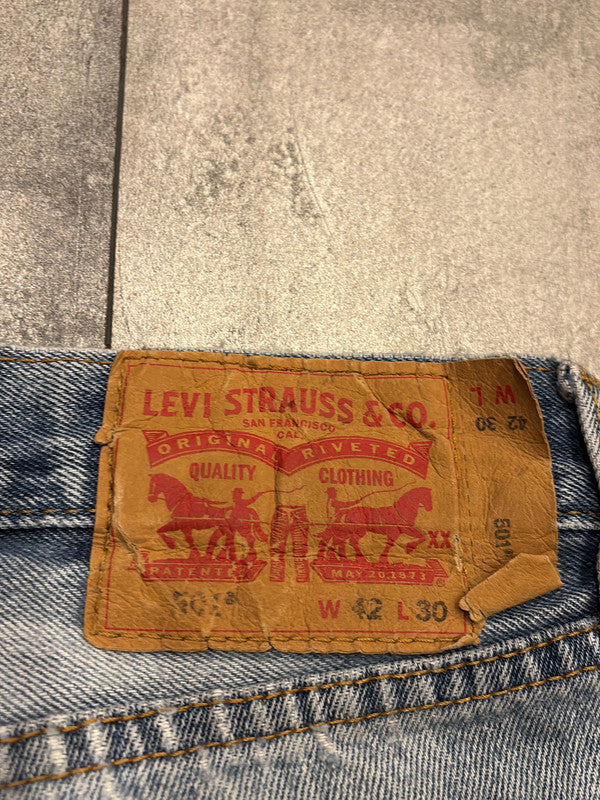 LEVI STRAUSS & CO.
SAN FRANCISCO
CAL.
ORIGINAL RIVETED
QUALITY CLOTHING
XX
PATENTED MAY 20 1873
501® W 42 L 30
W L
42 30
501®